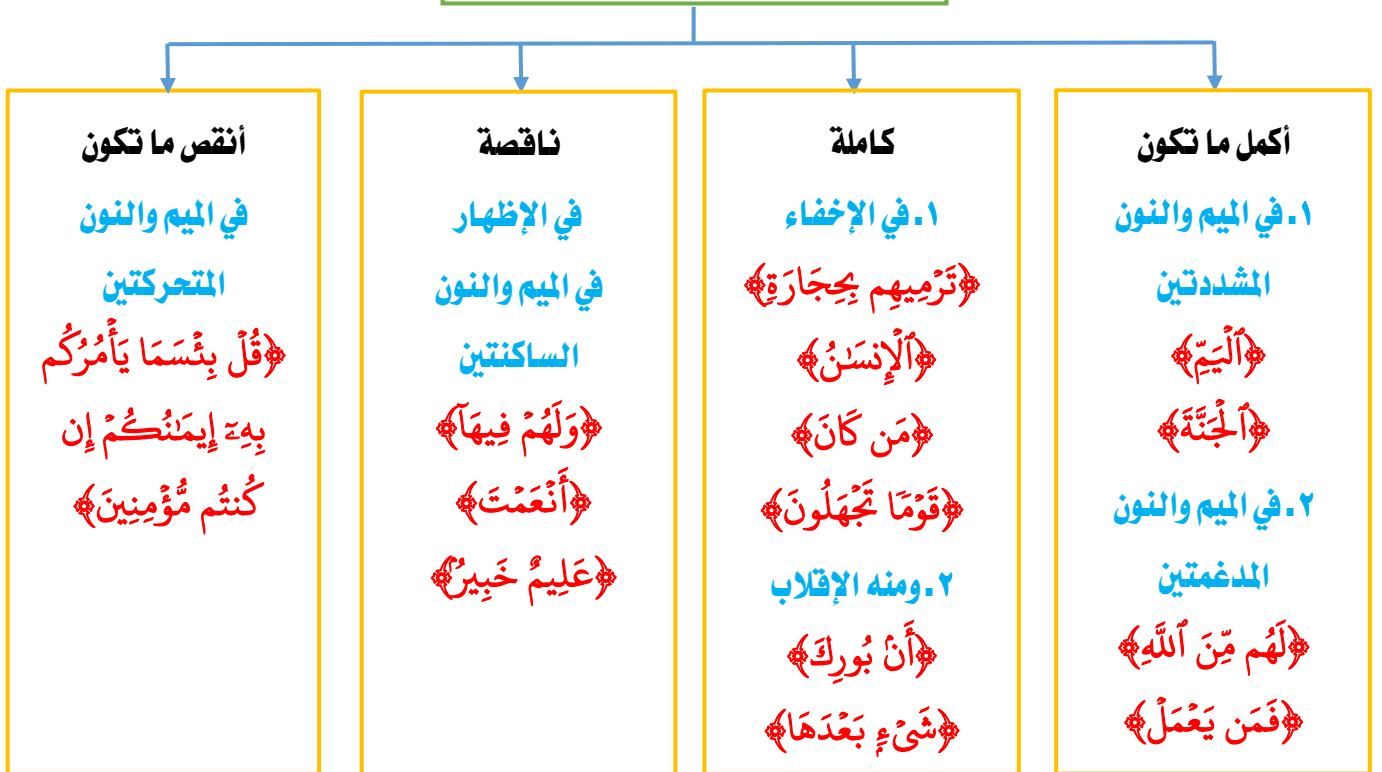 أكمل ما تكون
١. في الميم والنون
المشددتين
﴿ٱلْيَمِّ﴾
﴿ٱلْجَنَّةَ﴾
٢. في الميم والنون
المدغمتين
﴿لَهُم مِّنَ ٱللَّهِ﴾
﴿فَمَن يَعْمَلْ﴾
كاملة
١. في الإخفاء
﴿تَرْمِيهِم بِحِجَارَةٍ﴾
﴿ٱلْإِنسَـٰنُ﴾
﴿مَن كَانَ﴾
﴿قَوْمًا تَجْهَلُونَ﴾
٢. ومنه الإقلاب
﴿أَنۢ بُورِكَ﴾
﴿شَىْءٍۭ بَعْدَهَا﴾
ناقصة
في الإظهار
في الميم والنون
الساكنتين
﴿وَلَهُمْ فِيهَآ﴾
﴿أَنْعَمْتَ﴾
﴿عَلِيمٌ خَبِيرٌۢ﴾
أنقص ما تكون
في الميم والنون
المتحركتين
﴿قُلْ بِئْسَمَا يَأْمُرُكُم
بِهِۦٓ إِيمَـٰنُكُمْ إِن
كُنتُم مُّؤْمِنِينَ﴾